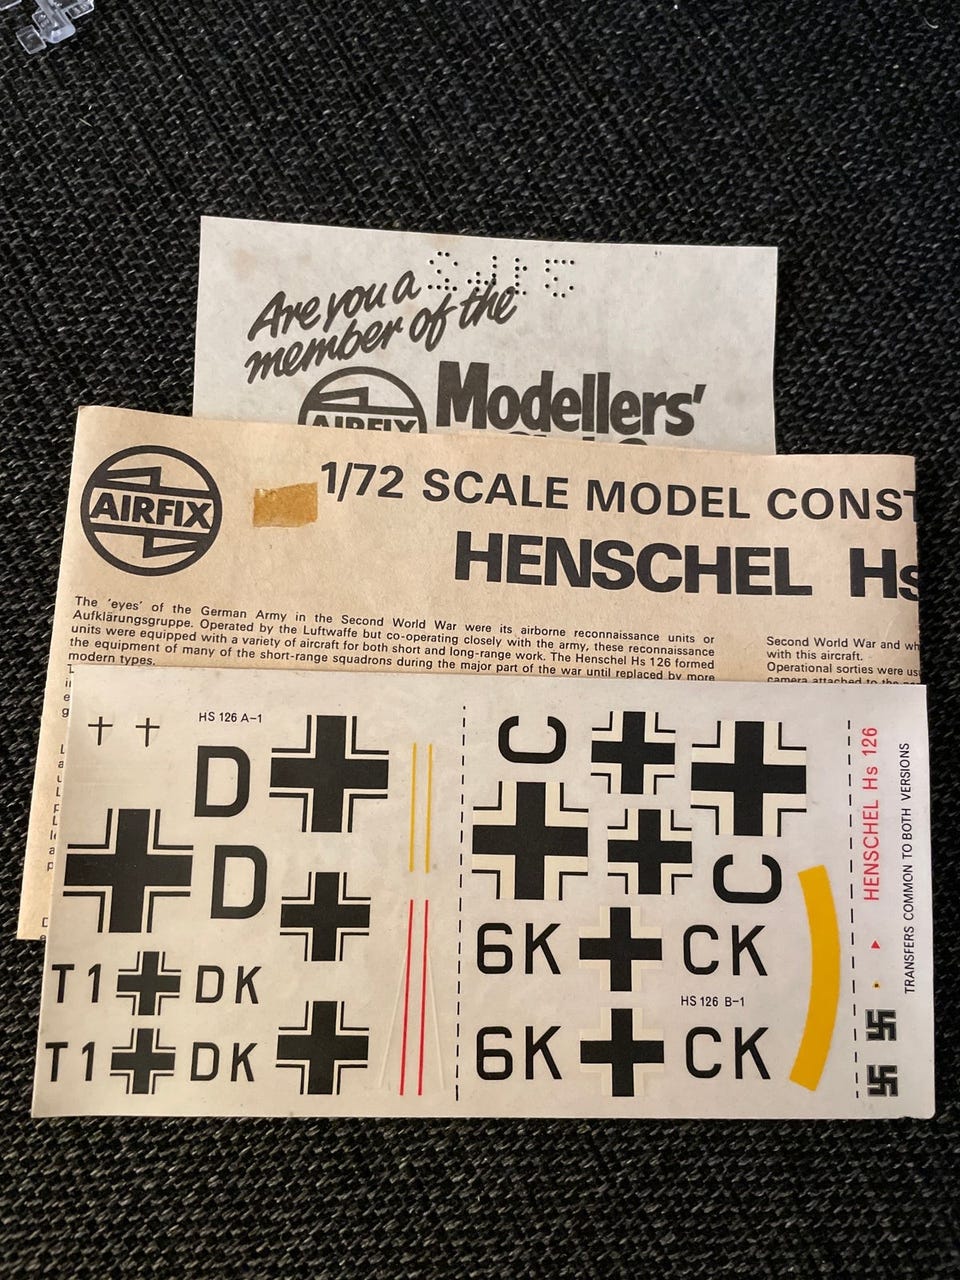 Are you a
member of the
AIRFIX
Modellers'
AIRFIX
1/72 SCALE MODEL CONST
HENSCHEL Hs
The 'eyes' of the German Army in the Second World War were its airborne reconnaissance units or
Aufklärungsgruppe. Operated by the Luftwaffe but co-operating closely with the army, these reconnaissance
units were equipped with a variety of aircraft for both short and long-range work. The Henschel Hs 126 formed
the equipment of many of the short-range squadrons during the major part of the war until replaced by more
modern types.
Second World War and wh
with this aircraft.
Operational sorties were us
camera attached to the
HS 126 A-1
D
D
T1 DK
T1 DK
C
C
6K CK
HS 126 B-1
6K CK
HENSCHEL Hs 126
TRANSFERS COMMON TO BOTH VERSIONS